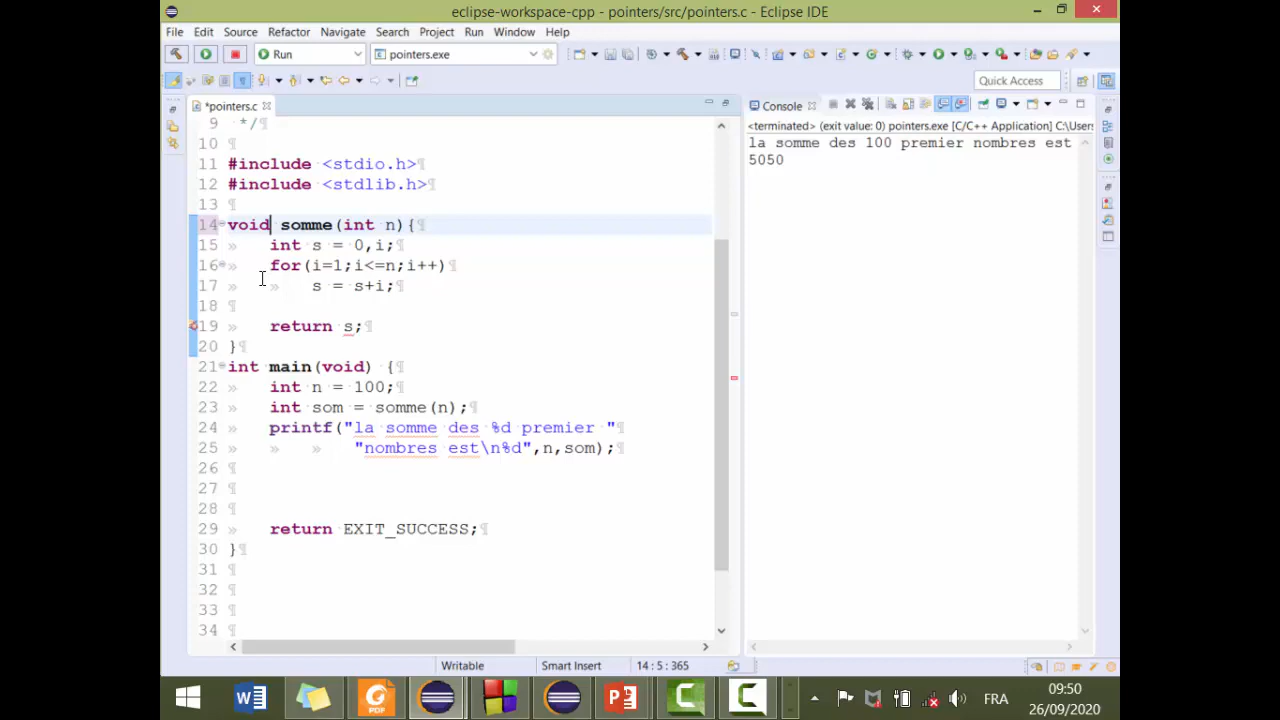 eclipse-workspace-cpp - pointers/src/pointers.c - Eclipse IDE
File Edit Source Refactor Navigate Search Project Run Window Help
Run pointers.exe
Quick Access
*pointers.c
9 */¶
10 ¶
11 #include <stdio.h>¶
12 #include <stdlib.h>¶
13 ¶
14 void somme(int n){¶
15 » int s = 0,i;¶
16 » for(i=1;i<=n;i++)¶
17 » » s = s+i;¶
18 ¶
19 » return s;¶
20 }¶
21 int main(void) {¶
22 » int n = 100;¶
23 » int som = somme(n);¶
24 » printf("la somme des %d premier "¶
25 » » » "nombres est\n%d",n,som);¶
26 ¶
27 ¶
28 ¶
29 » return EXIT_SUCCESS;¶
30 }¶
31 ¶
32 ¶
33 ¶
34 ¶
Console
<terminated> (exit value: 0) pointers.exe [C/C++ Application] C:\Users
la somme des 100 premier nombres est
5050
Writable Smart Insert 14 : 5 : 365
W PDF P C C FRA
09:50
26/09/2020